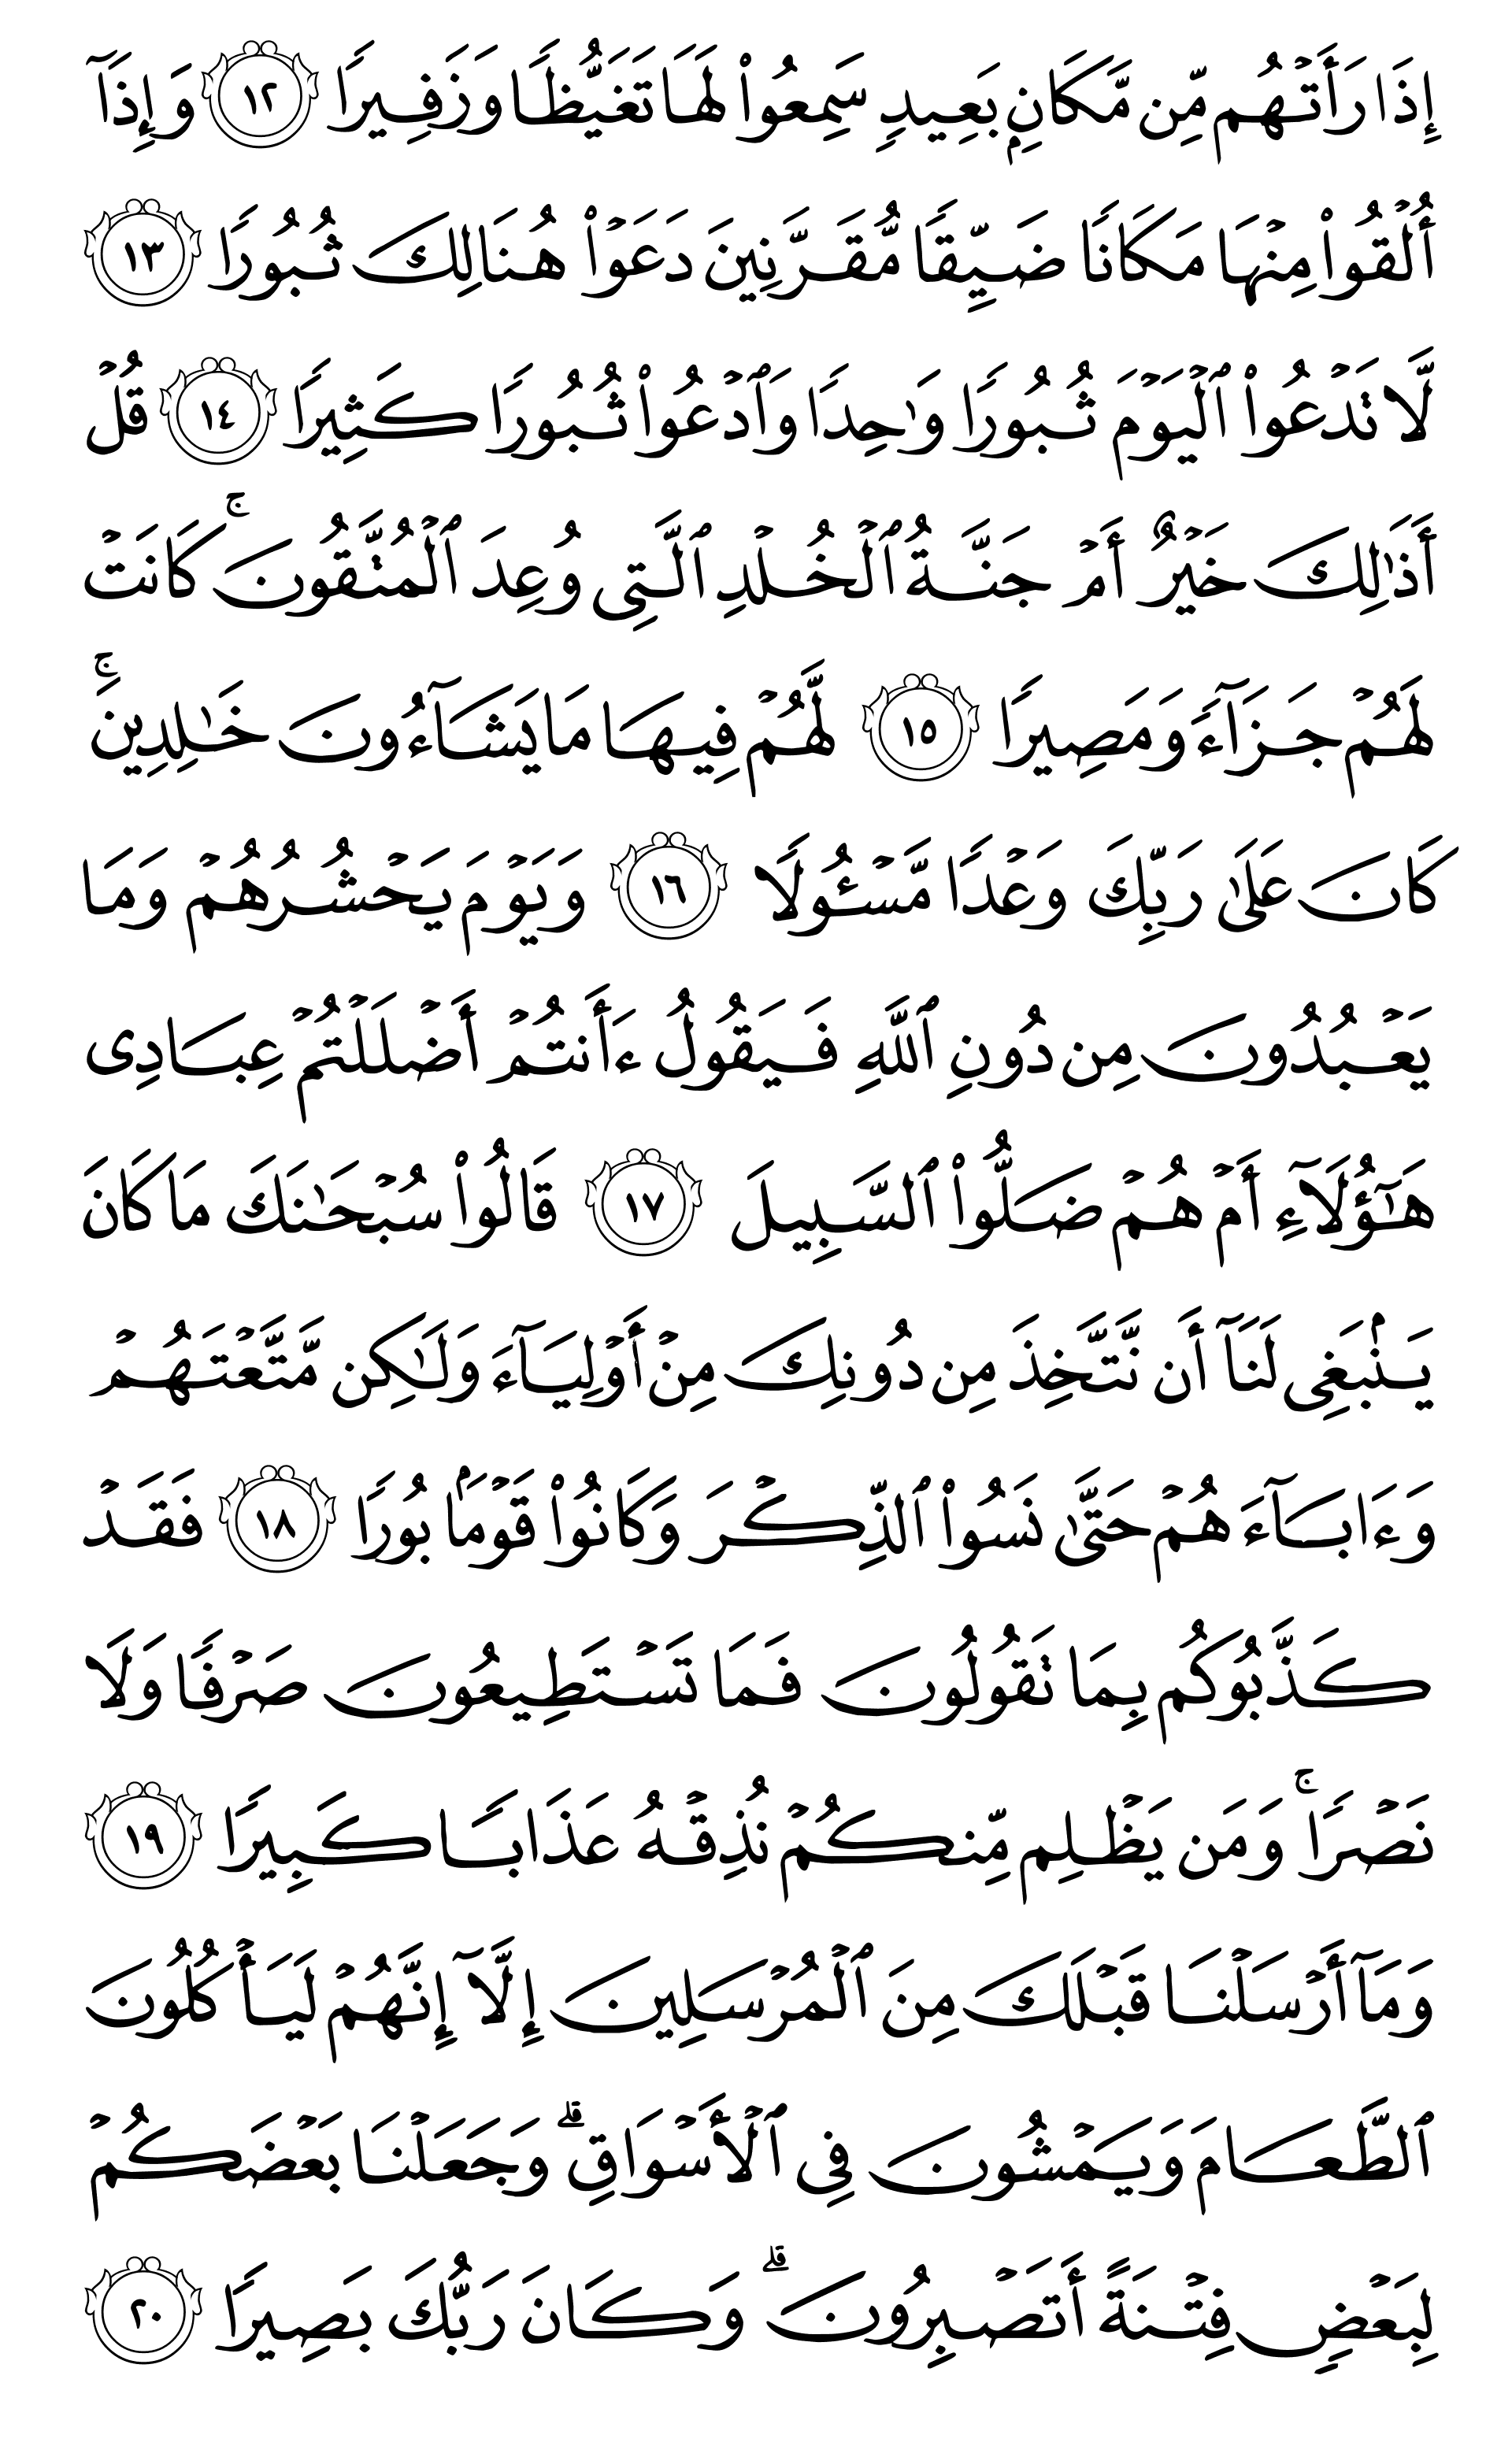 إِذَا رَأَتْهُم مِّن مَّكَانٍۭ بَعِيدٍ سَمِعُوا۟ لَهَا تَغَيُّظًا وَزَفِيرًا ١٢ وَإِذَآ
أُلْقُوا۟ مِنْهَا مَكَانًا ضَيِّقًا مُّقَرَّنِينَ دَعَوْا۟ هُنَالِكَ ثُبُورًا ١٣
لَّا تَدْعُوا۟ ٱلْيَوْمَ ثُبُورًا وَٰحِدًا وَٱدْعُوا۟ ثُبُورًا كَثِيرًا ١٤ قُلْ
أَذَٰلِكَ خَيْرٌ أَمْ جَنَّةُ ٱلْخُلْدِ ٱلَّتِى وُعِدَ ٱلْمُتَّقُونَ ۚ كَانَتْ
لَهُمْ جَزَآءً وَمَصِيرًا ١٥ لَّهُمْ فِيهَا مَا يَشَآءُونَ خَٰلِدِينَ ۚ
كَانَ عَلَىٰ رَبِّكَ وَعْدًا مَّسْـُٔولًا ١٦ وَيَوْمَ يَحْشُرُهُمْ وَمَا
يَعْبُدُونَ مِن دُونِ ٱللَّهِ فَيَقُولُ ءَأَنتُمْ أَضْلَلْتُمْ عِبَادِى
هَٰٓؤُلَآءِ أَمْ هُمْ ضَلُّوا۟ ٱلسَّبِيلَ ١٧ قَالُوا۟ سُبْحَٰنَكَ مَا كَانَ
يَنۢبَغِى لَنَآ أَن نَّتَّخِذَ مِن دُونِكَ مِنْ أَوْلِيَآءَ وَلَٰكِن مَّتَّعْتَهُمْ
وَءَابَآءَهُمْ حَتَّىٰ نَسُوا۟ ٱلذِّكْرَ وَكَانُوا۟ قَوْمًۢا بُورًا ١٨ فَقَدْ
كَذَّبُوكُم بِمَا تَقُولُونَ فَمَا تَسْتَطِيعُونَ صَرْفًا وَلَا
نَصْرًا ۚ وَمَن يَظْلِم مِّنكُمْ نُذِقْهُ عَذَابًا كَبِيرًا ١٩
وَمَآ أَرْسَلْنَا قَبْلَكَ مِنَ ٱلْمُرْسَلِينَ إِلَّآ إِنَّهُمْ لَيَأْكُلُونَ
ٱلطَّعَامَ وَيَمْشُونَ فِى ٱلْأَسْوَاقِ ۗ وَجَعَلْنَا بَعْضَكُمْ
لِبَعْضٍ فِتْنَةً أَتَصْبِرُونَ ۗ وَكَانَ رَبُّكَ بَصِيرًا ٢٠